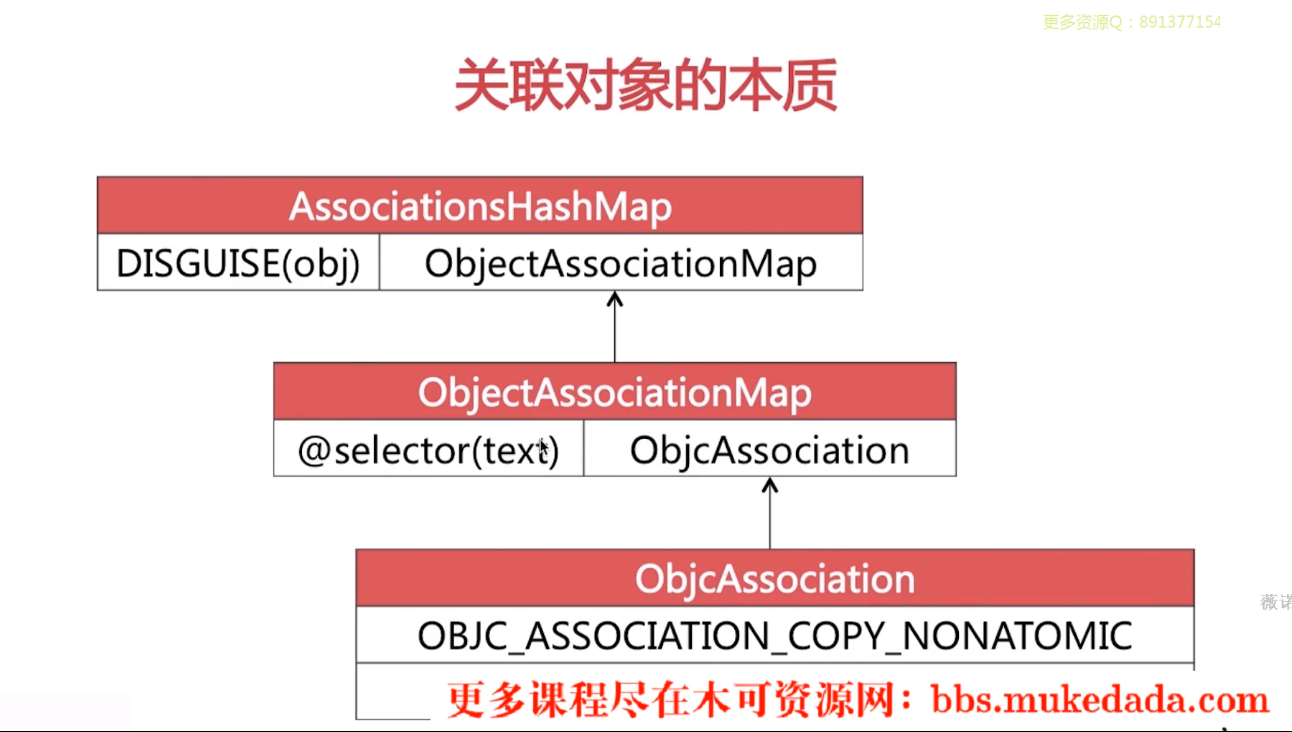 更多资源Q：891377154
关联对象的本质
AssociationsHashMap
DISGUISE(obj) ObjectAssociationMap
ObjectAssociationMap
@selector(text) ObjcAssociation
ObjcAssociation
薇诺
OBJC_ASSOCIATION_COPY_NONATOMIC
更多课程尽在木可资源网：bbs.mukedada.com